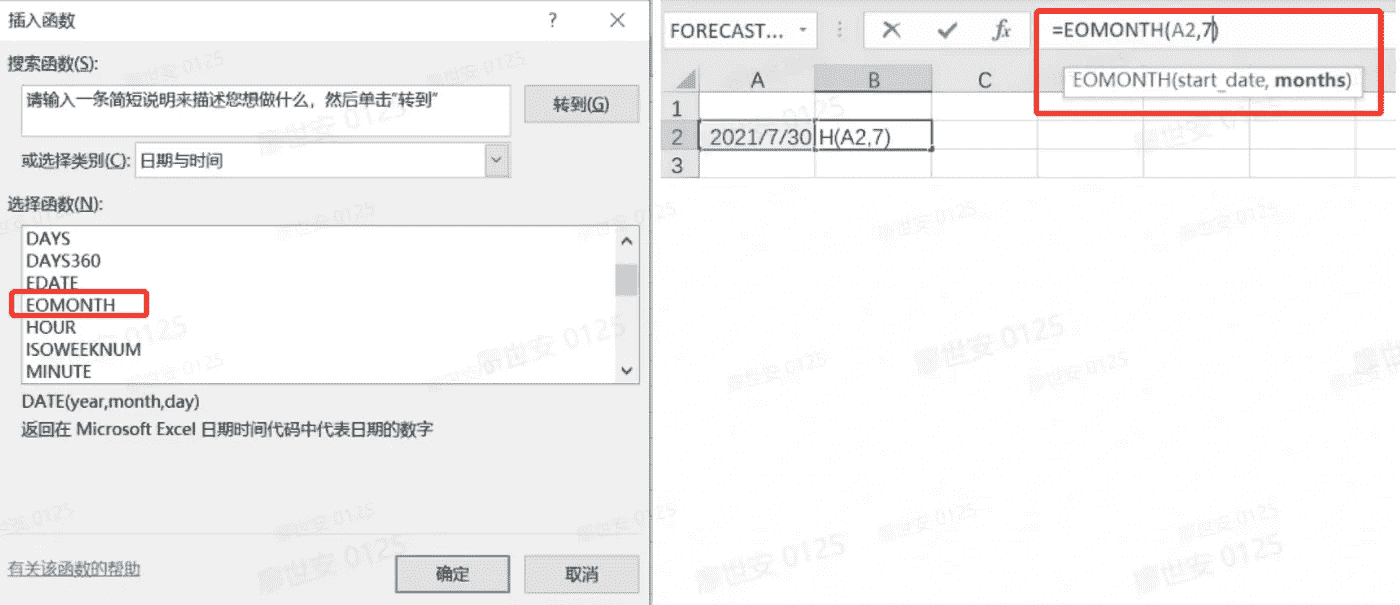 插入函数
?
搜索函数(S):
请输入一条简短说明来描述您想做什么，然后单击"转到"
转到(G)
或选择类别(C):
日期与时间
选择函数(N):
DAYS
DAYS360
EDATE
EOMONTH
HOUR
ISOWEEKNUM
MINUTE
DATE(year,month,day)
返回在 Microsoft Excel 日期时间代码中代表日期的数字
有关该函数的帮助
确定
取消
FORECAST...
fx
=EOMONTH(A2,7)
EOMONTH(start_date, months)
A B C
1
2 2021/7/30 H(A2,7)
3
廖世安 0125